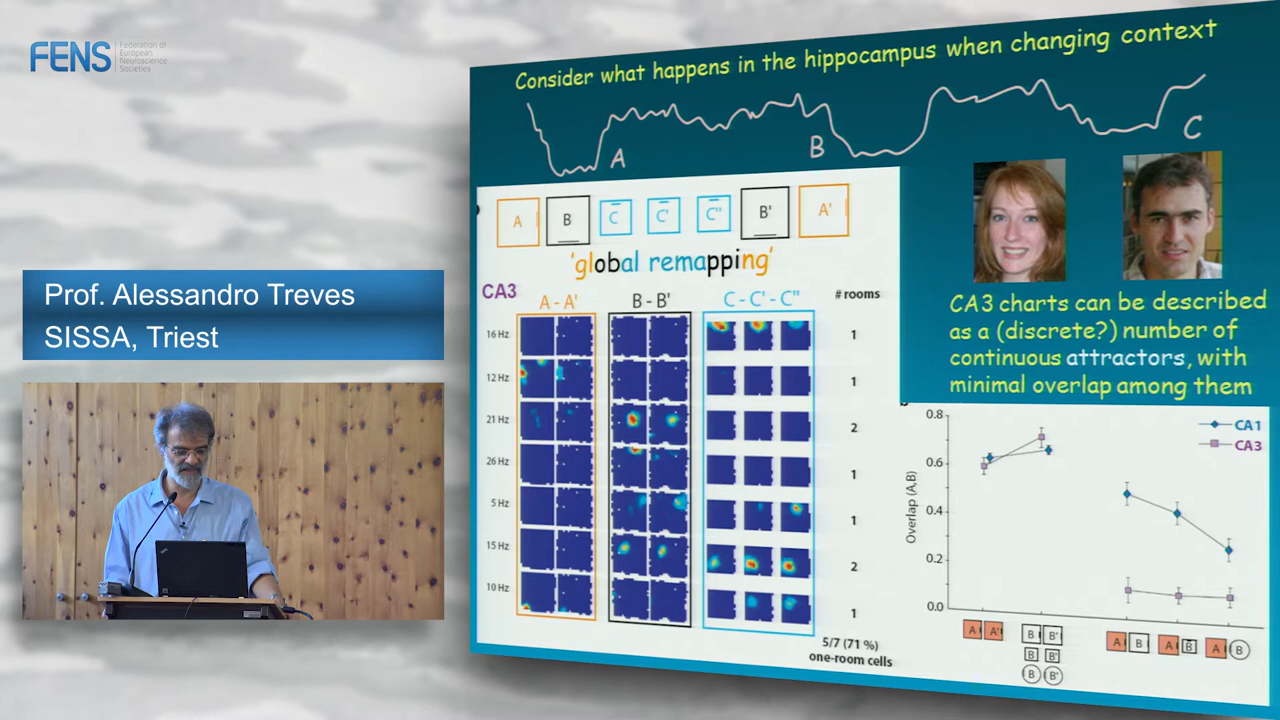 FENS
Federation of
European
Neuroscience
Societies
Consider what happens in the hippocampus when changing context
A
B
C
A B C C' C'' B' A'
'global remapping'
CA3
A - A' B - B' C - C' - C'' # rooms
16 Hz 1
12 Hz 1
21 Hz 2
26 Hz 1
5 Hz 1
15 Hz 2
10 Hz 1
5/7 (71 %)
one-room cells
CA3 charts can be described
as a (discrete?) number of
continuous attractors, with
minimal overlap among them
0.8
0.6
0.4
0.2
0.0
Overlap (A,B)
CA1
CA3
A A' B B' A B A B A B
B B'
B B'
Prof. Alessandro Treves
SISSA, Triest